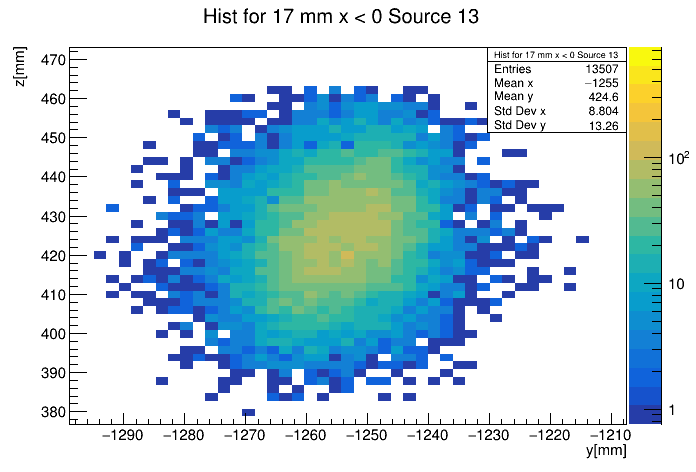 Hist for 17 mm x < 0 Source 13
z[mm]
470
460
450
440
430
420
410
400
390
380
Hist for 17 mm x < 0 Source 13
Entries 13507
Mean x −1255
Mean y 424.6
Std Dev x 8.804
Std Dev y 13.26
10²
10
1
−1290 −1280 −1270 −1260 −1250 −1240 −1230 −1220 −1210
y[mm]